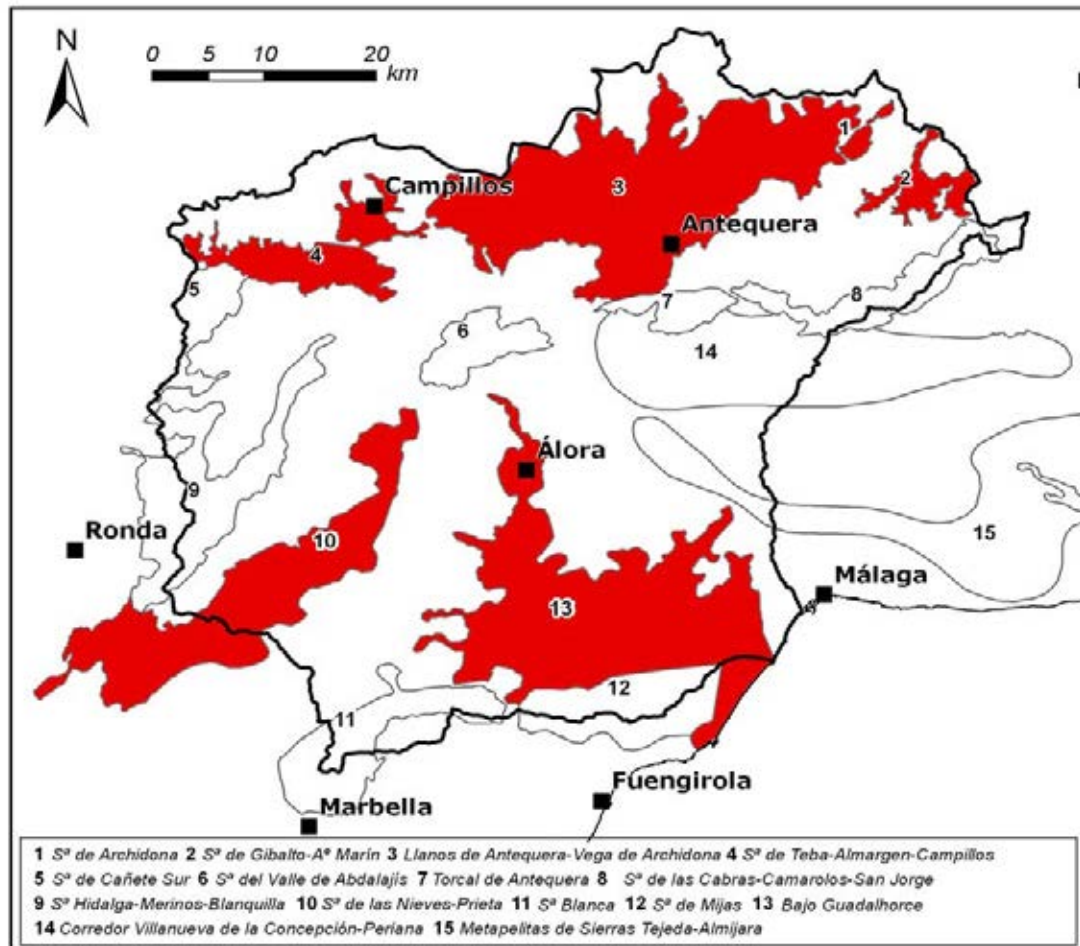 N
0 5 10 20
km
1
2
3
Campillos
Antequera
4
5
6
7
8
14
Álora
9
Ronda
10
15
Málaga
13
12
11
Fuengirola
Marbella
1 Sª de Archidona 2 Sª de Gibalto-Aº Marín 3 Llanos de Antequera-Vega de Archidona 4 Sª de Teba-Almargen-Campillos
5 Sª de Cañete Sur 6 Sª del Valle de Abdalajís 7 Torcal de Antequera 8 Sª de las Cabras-Camarolos-San Jorge
9 Sª Hidalga-Merinos-Blanquilla 10 Sª de las Nieves-Prieta 11 Sª Blanca 12 Sª de Mijas 13 Bajo Guadalhorce
14 Corredor Villanueva de la Concepción-Periana 15 Metapelitas de Sierras Tejeda-Almijara